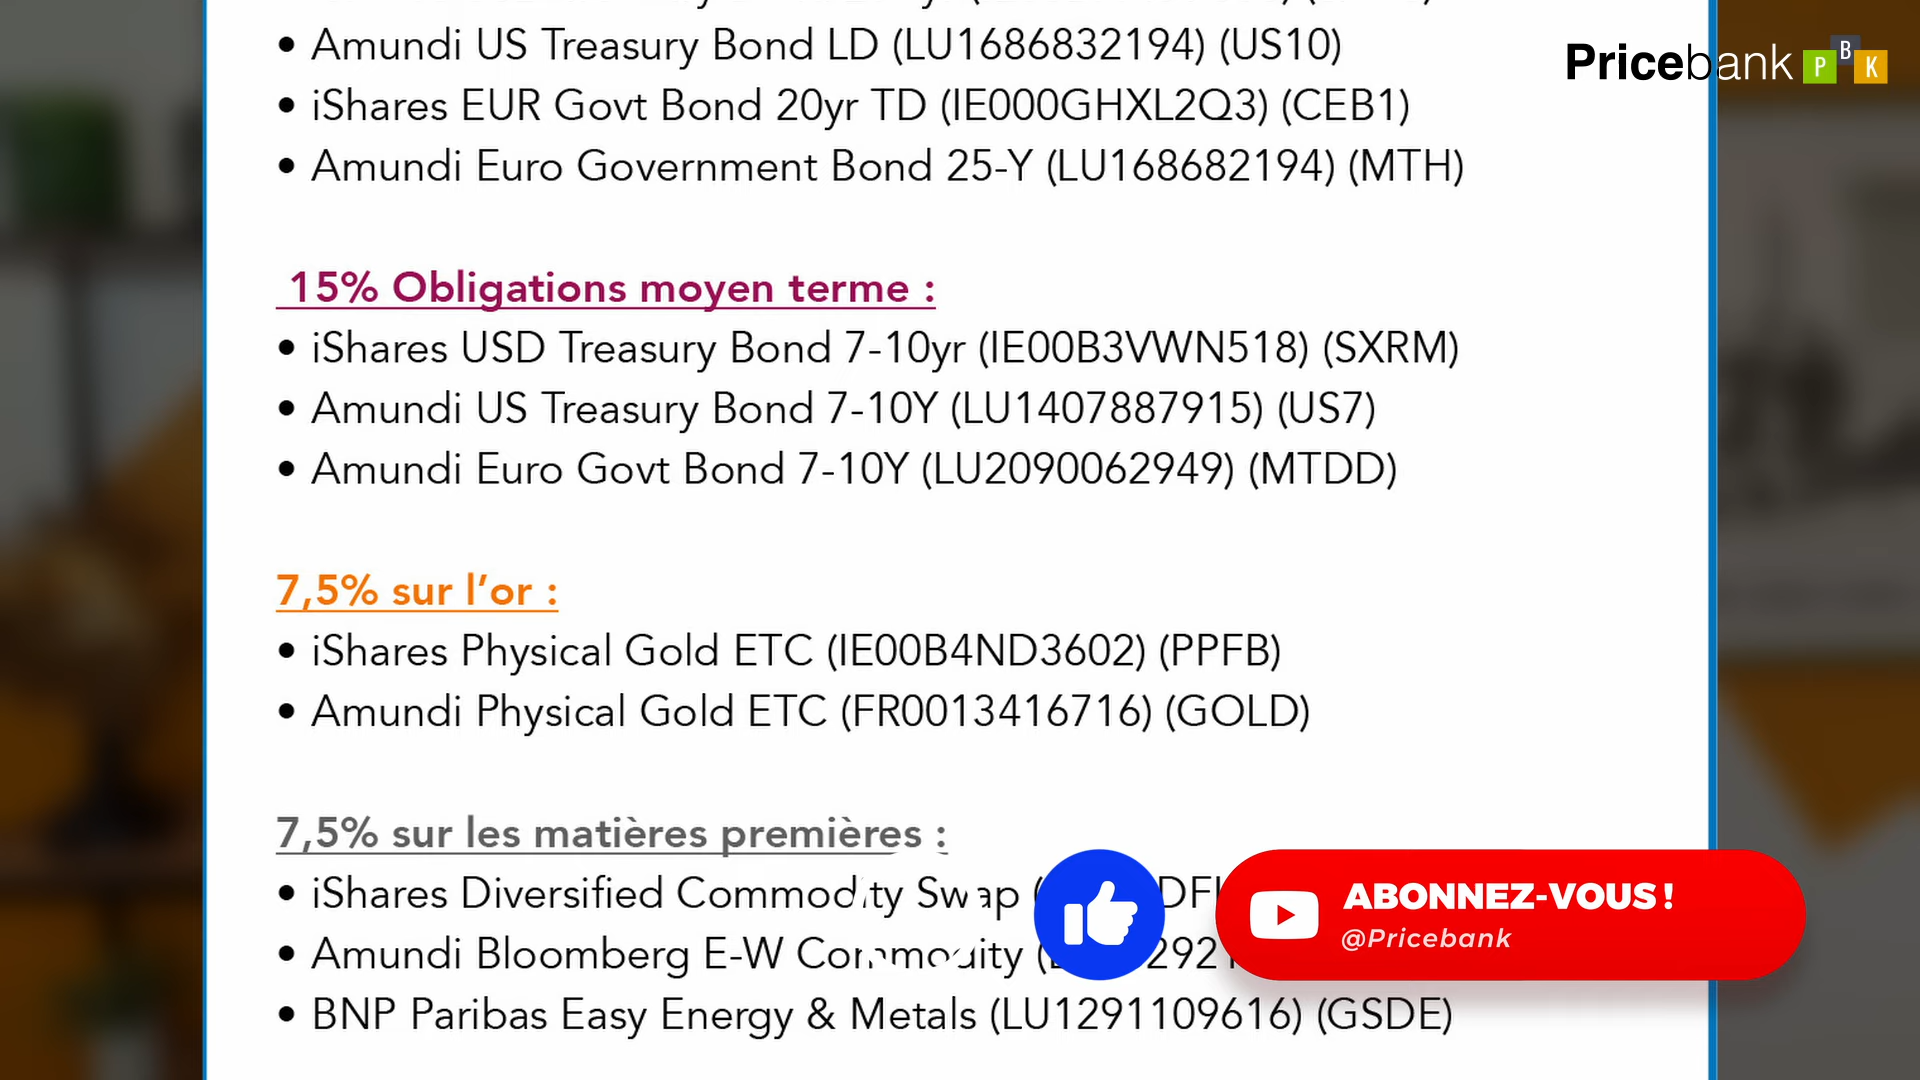 • Amundi US Treasury Bond LD (LU1686832194) (US10)
• iShares EUR Govt Bond 20yr TD (IE000GHXL2Q3) (CEB1)
• Amundi Euro Government Bond 25-Y (LU168682194) (MTH)
15% Obligations moyen terme :
• iShares USD Treasury Bond 7-10yr (IE00B3VWN518) (SXRM)
• Amundi US Treasury Bond 7-10Y (LU1407887915) (US7)
• Amundi Euro Govt Bond 7-10Y (LU2090062949) (MTDD)
7,5% sur l’or :
• iShares Physical Gold ETC (IE00B4ND3602) (PPFB)
• Amundi Physical Gold ETC (FR0013416716) (GOLD)
7,5% sur les matières premières :
• iShares Diversified Commodity Swap
• Amundi Bloomberg E-W Commodity
• BNP Paribas Easy Energy & Metals (LU1291109616) (GSDE)
Pricebank P B K
ABONNEZ-VOUS !
@Pricebank